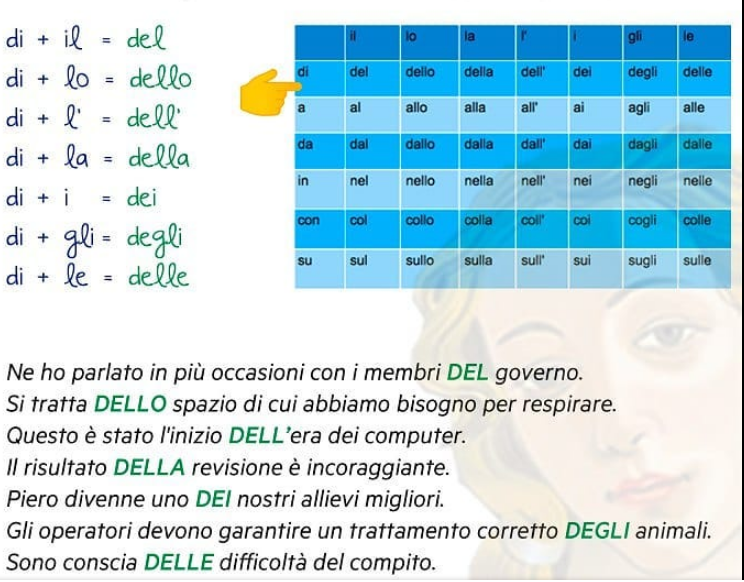 di + il = del
di + lo = dello
di + l' = dell'
di + la = della
di + i = dei
di + gli = degli
di + le = delle
il lo la l' i gli le
di del dello della dell' dei degli delle
a al allo alla all' ai agli alle
da dal dallo dalla dall' dai dagli dalle
in nel nello nella nell' nei negli nelle
con col collo colla coll' coi cogli colle
su sul sullo sulla sull' sui sugli sulle
Ne ho parlato in più occasioni con i membri DEL governo.
Si tratta DELLO spazio di cui abbiamo bisogno per respirare.
Questo è stato l'inizio DELL'era dei computer.
Il risultato DELLA revisione è incoraggiante.
Piero divenne uno DEI nostri allievi migliori.
Gli operatori devono garantire un trattamento corretto DEGLI animali.
Sono conscia DELLE difficoltà del compito.